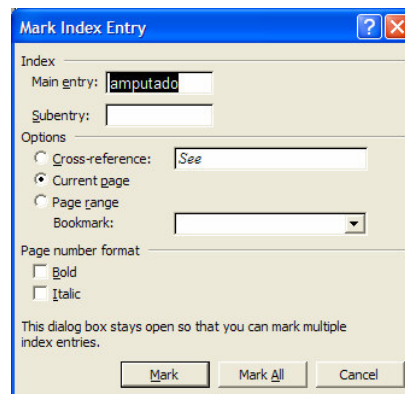 Mark Index Entry
Index
Main entry: amputado
Subentry:
Options
Cross-reference: See
Current page
Page range
Bookmark:
Page number format
Bold
Italic
This dialog box stays open so that you can mark multiple
index entries.
Mark Mark All Cancel